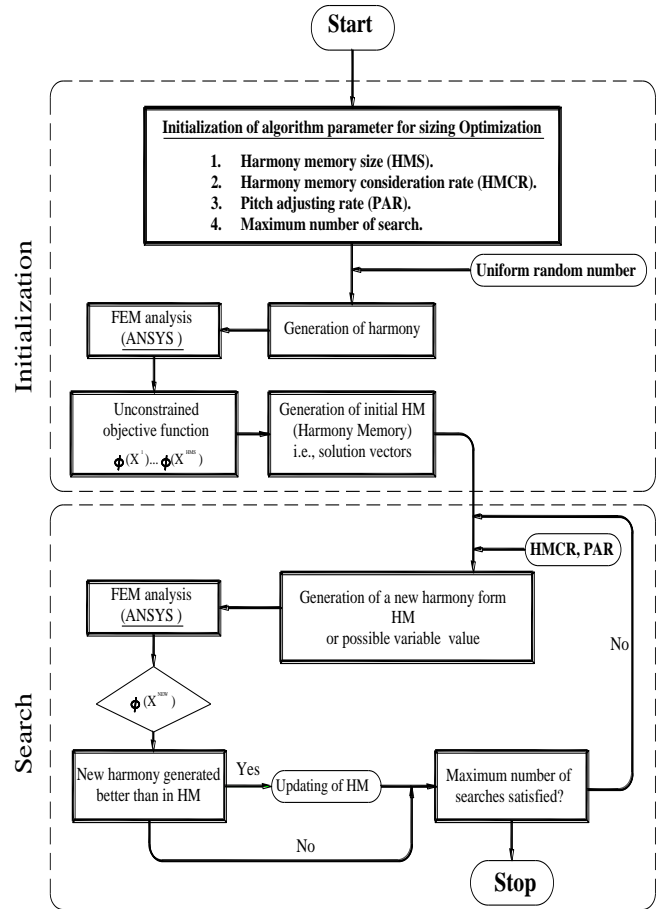 Start
Initialization
Initialization of algorithm parameter for sizing Optimization
1. Harmony memory size (HMS).
2. Harmony memory consideration rate (HMCR).
3. Pitch adjusting rate (PAR).
4. Maximum number of search.
Uniform random number
FEM analysis
(ANSYS )
Generation of harmony
Unconstrained
objective function
ϕ(X¹)... ϕ(Xᴴᴹˢ)
Generation of initial HM
(Harmony Memory)
i.e., solution vectors
Search
HMCR, PAR
FEM analysis
(ANSYS )
Generation of a new harmony form
HM
or possible variable value
No
ϕ(Xᴺᴱᵂ)
New harmony generated
better than in HM
Yes
Updating of HM
Maximum number of
searches satisfied?
No
Stop